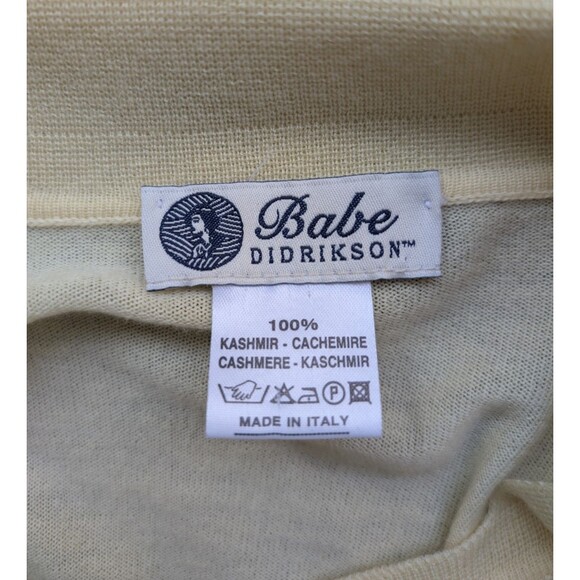 Babe
DIDRIKSON™
100%
KASHMIR - CACHEMIRE
CASHMERE - KASCHMIR
P
MADE IN ITALY